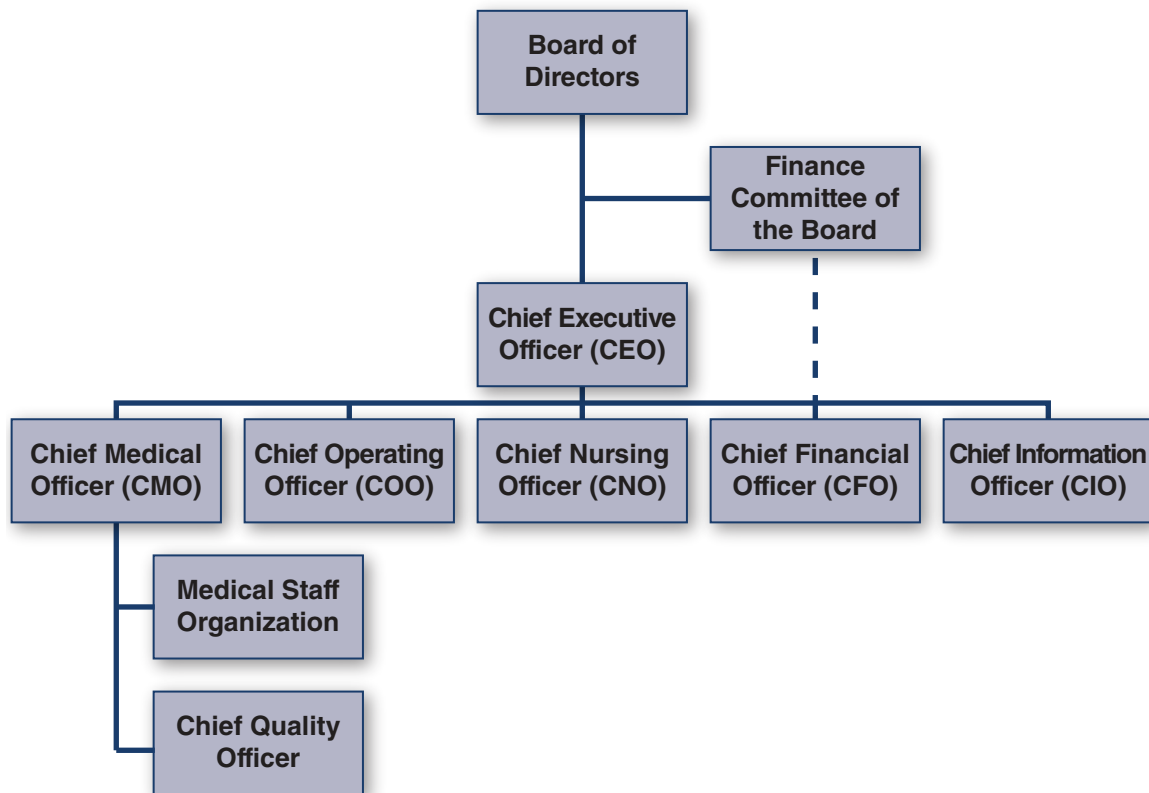 Board of
Directors
Finance
Committee of
the Board
Chief Executive
Officer (CEO)
Chief Medical
Officer (CMO)
Chief Operating
Officer (COO)
Chief Nursing
Officer (CNO)
Chief Financial
Officer (CFO)
Chief Information
Officer (CIO)
Medical Staff
Organization
Chief Quality
Officer